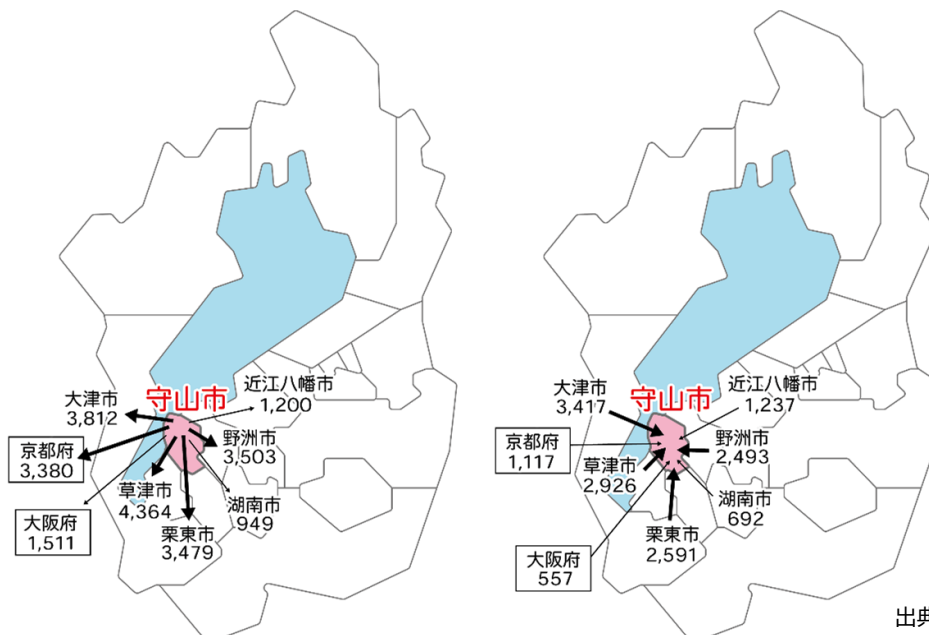 守山市
近江八幡市
1,200
大津市
3,812
京都府
3,380
野洲市
3,503
草津市
4,364
湖南市
949
大阪府
1,511
栗東市
3,479
守山市
近江八幡市
1,237
大津市
3,417
京都府
1,117
野洲市
2,493
草津市
2,926
湖南市
692
栗東市
2,591
大阪府
557
出典